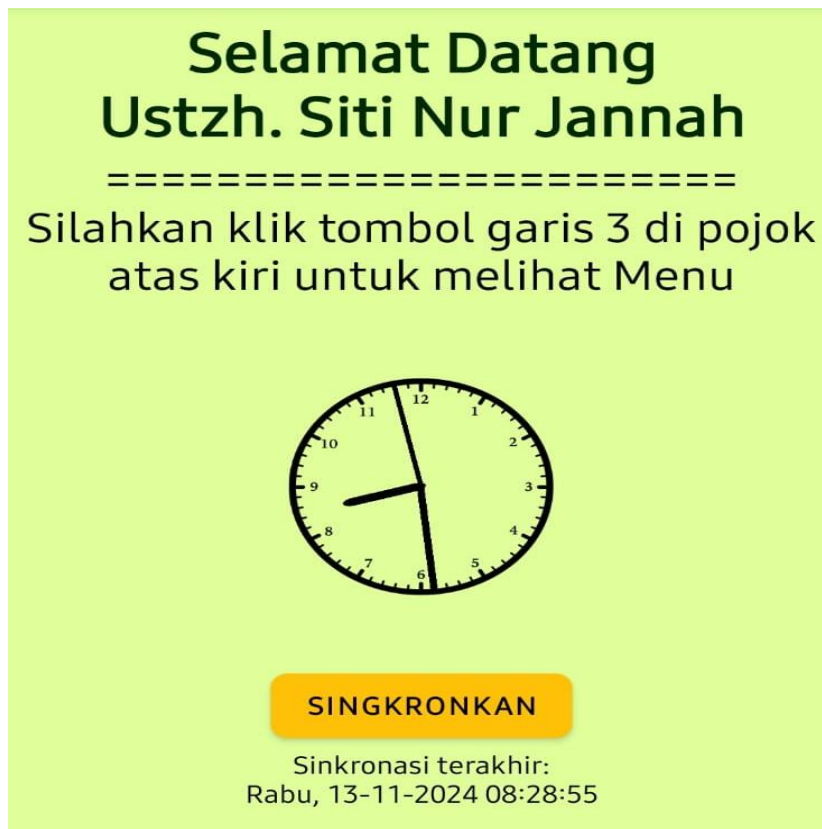 Selamat Datang
Ustzh. Siti Nur Jannah
=======================
Silahkan klik tombol garis 3 di pojok
atas kiri untuk melihat Menu
12
11
1
10
2
9
3
8
4
7
5
6
SINGKRONKAN
Sinkronasi terakhir:
Rabu, 13-11-2024 08:28:55